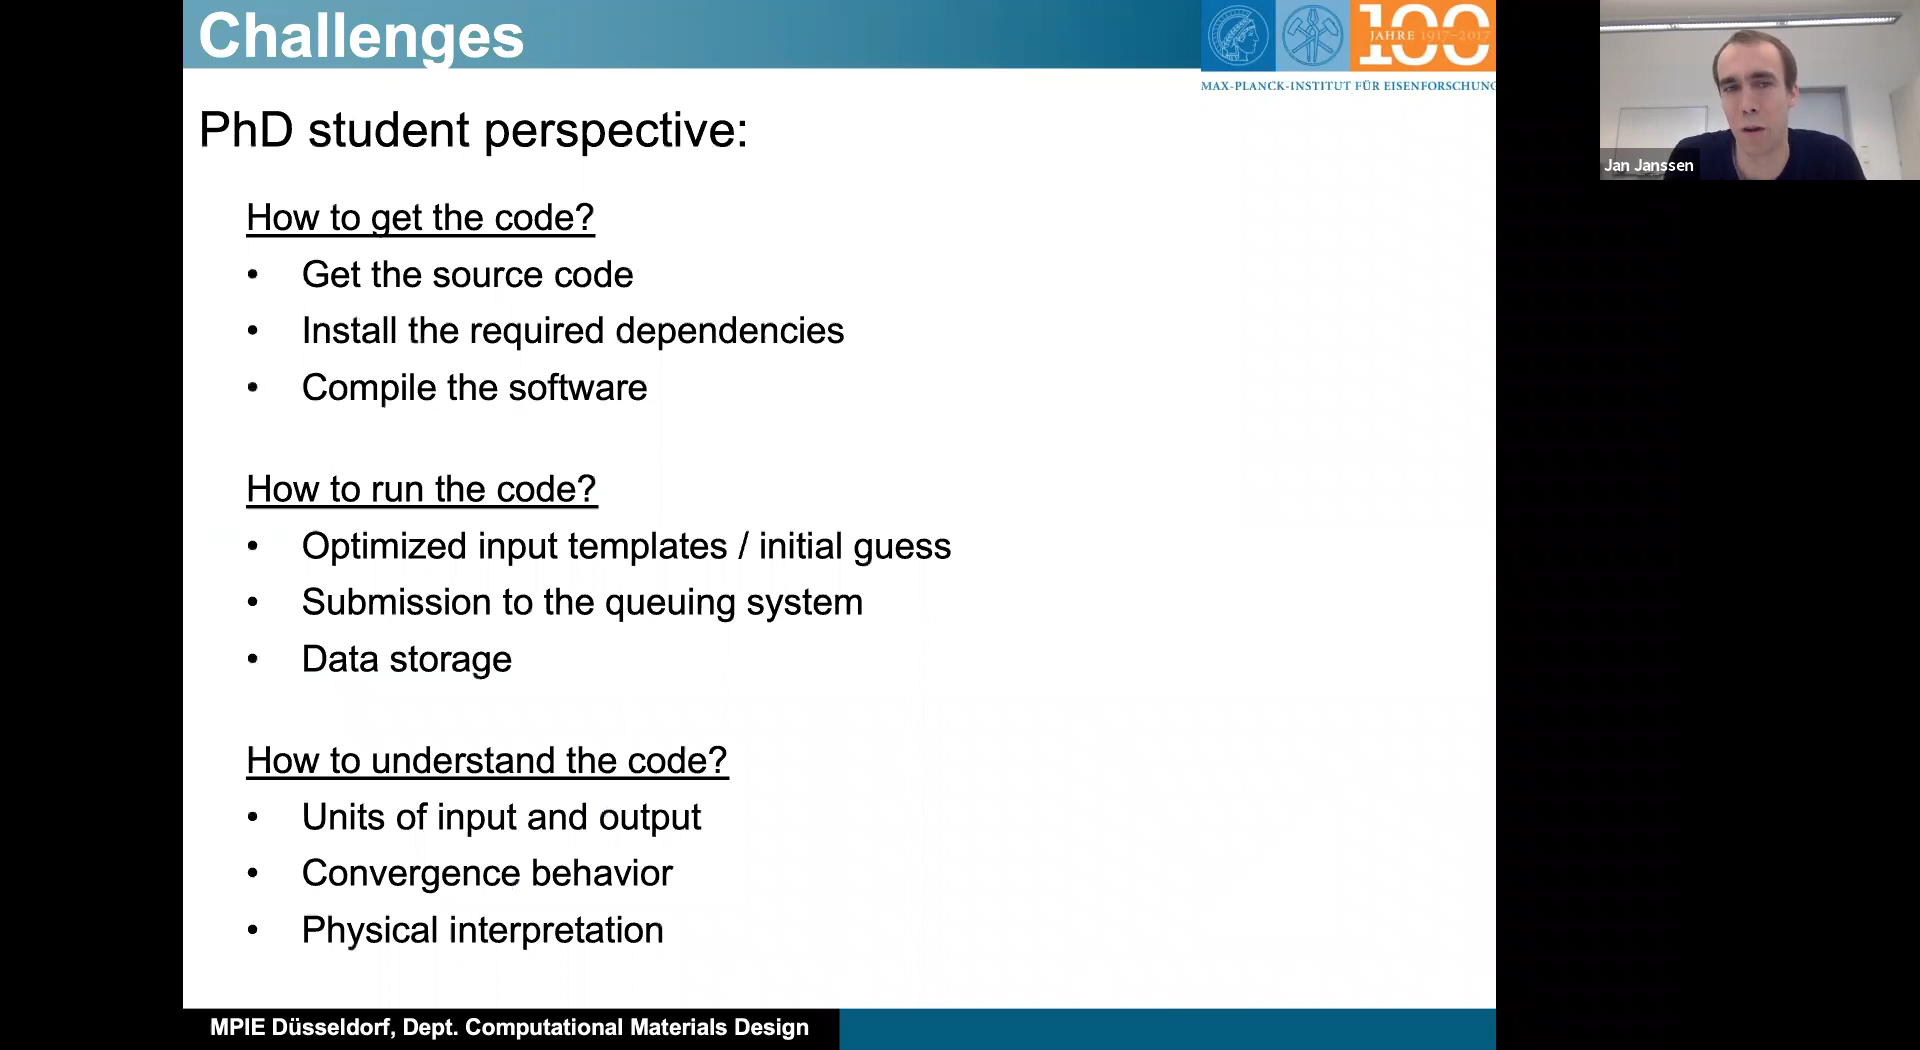 Challenges
100
JAHRE 1917–2017
MAX-PLANCK-INSTITUT FÜR EISENFORSCHUNG
Jan Janssen
PhD student perspective:
How to get the code?
• Get the source code
• Install the required dependencies
• Compile the software
How to run the code?
• Optimized input templates / initial guess
• Submission to the queuing system
• Data storage
How to understand the code?
• Units of input and output
• Convergence behavior
• Physical interpretation
MPIE Düsseldorf, Dept. Computational Materials Design